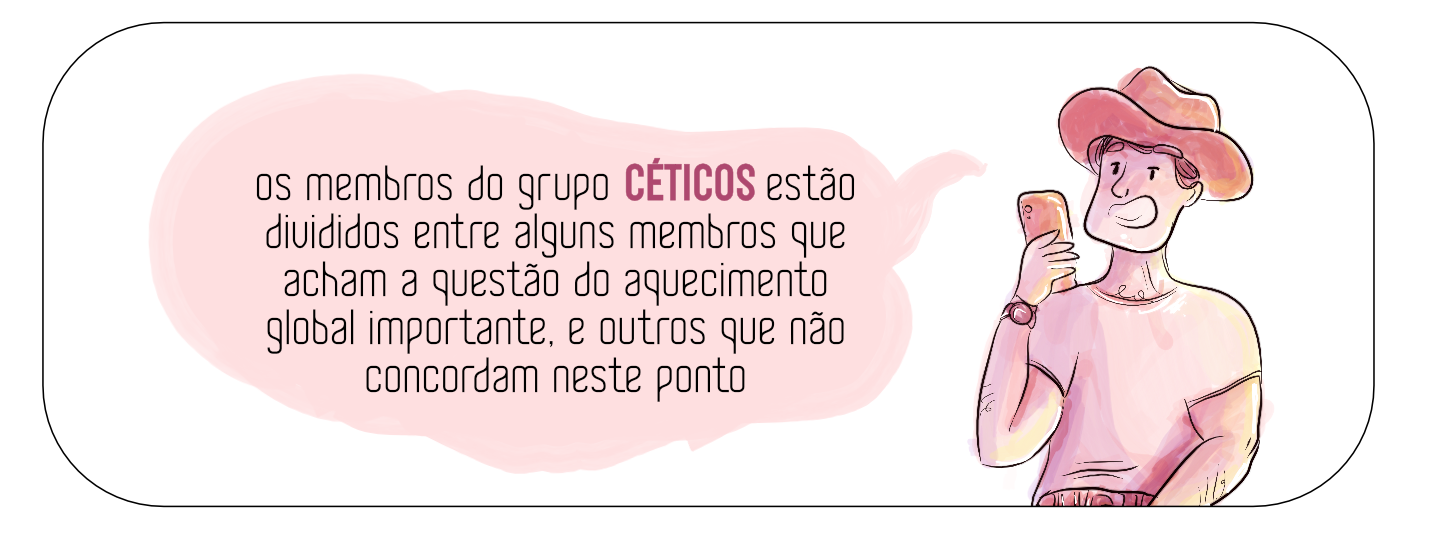 os membros do grupo CÉTICOS estão
divididos entre alguns membros que
acham a questão do aquecimento
global importante, e outros que não
concordam neste ponto